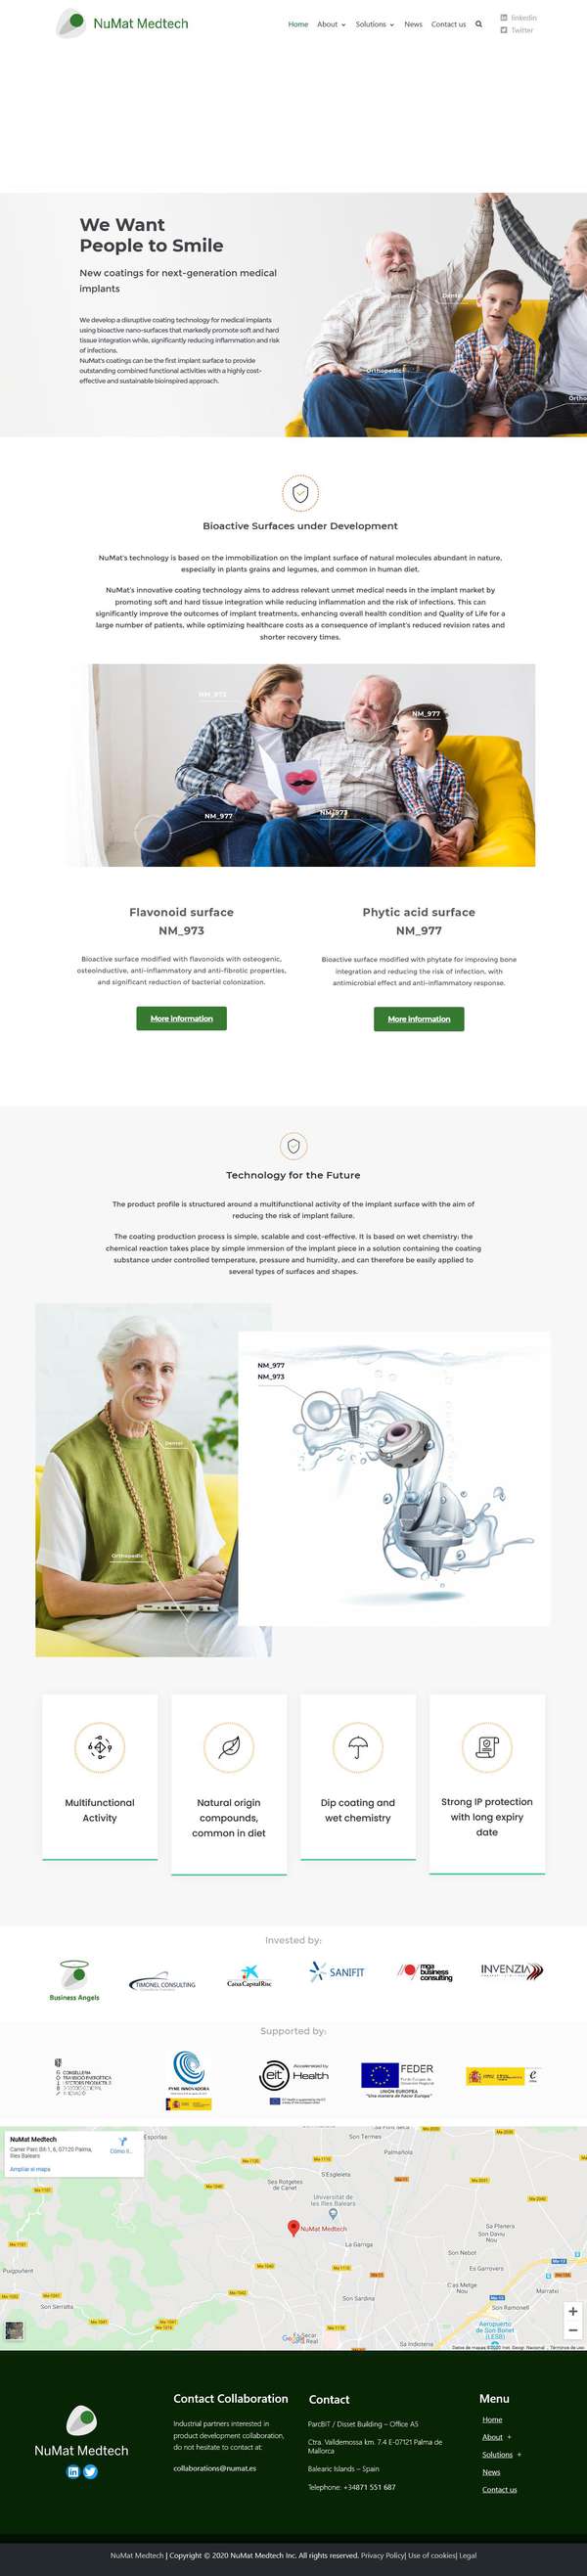 NuMat Medtech
Home About Solutions News Contact us
linkedin
Twitter
We Want
People to Smile
New coatings for next-generation medical
implants
We develop a disruptive coating technology for medical implants
using bioactive nano-surfaces that markedly promote soft and hard
tissue integration while, significantly reducing inflammation and risk
of infections.
NuMat's coatings can be the first implant surface to provide
outstanding combined functional activities with a highly cost-
effective and sustainable bioinspired approach.
Dental
Orthopedic
Ortho
Bioactive Surfaces under Development
NuMat's technology is based on the immobilization on the implant surface of natural molecules abundant in nature,
especially in plants grains and legumes, and common in human diet.
NuMat's innovative coating technology aims to address relevant unmet medical needs in the implant market by
promoting soft and hard tissue integration while reducing inflammation and the risk of infections. This can
significantly improve the outcomes of implant treatments, enhancing overall health condition and Quality of Life for a
large number of patients, while optimizing healthcare costs as a consequence of implant's reduced revision rates and
shorter recovery times.
NM_973
NM_977
NM_977
NM_973
Flavonoid surface
NM_973
Bioactive surface modified with flavonoids with osteogenic,
osteoinductive, anti-inflammatory and anti-fibrotic properties,
and significant reduction of bacterial colonization.
More information
Phytic acid surface
NM_977
Bioactive surface modified with phytate for improving bone
integration and reducing the risk of infection, with
antimicrobial effect and anti-inflammatory response.
More information
Technology for the Future
The product profile is structured around a multifunctional activity of the implant surface with the aim of
reducing the risk of implant failure.
The coating production process is simple, scalable and cost-effective. It is based on wet chemistry: the
chemical reaction takes place by simple immersion of the implant piece in a solution containing the coating
substance under controlled temperature, pressure and humidity, and can therefore be easily applied to
several types of surfaces and shapes.
NM_977
NM_973
Dental
Orthopedic
Multifunctional
Activity
Natural origin
compounds,
common in diet
Dip coating and
wet chemistry
Strong IP protection
with long expiry
date
Invested by:
Business Angels
TIMONEL CONSULTING
CaixaCapitalRisc
SANIFIT
mga
business
consulting
INVENZIA
Supported by:
PYME INNOVADORA
Accelerated by
eit Health
FEDER
UNIÓN EUROPEA
"Una manera de hacer Europa"
NuMat Medtech
Carrer Parc Bit 1, 6, 07120 Palma,
Illes Balears
Cómo ll...
Ampliar el mapa
Esporlas
Son Termes
Palmañola
S'Esgleieta
Ses Rotgetes
de Canet
Universitat de
les Illes Balears
NuMat Medtech
La Garriga
Sa Planera
Son Daviu
Nou
Son Nebot
Es Garrovers
Puigpunyent
Cas Metge
Nou
Marratxi
Son Serralta
Son Sardina
Son Ramonell
Es Secar
de la Real
Sa Indioteria
Aeropuerto
de Son Bonet
(LESB)
Google
Contact Collaboration
Industrial partners interested in
product development collaboration,
do not hesitate to contact at:
collaborations@numat.es
Contact
ParcBIT / Disset Building – Office A5
Ctra. Valldemossa km. 7.4 E-07121 Palma de
Mallorca
Balearic Islands – Spain
Telephone: +34871 551 687
Menu
Home
About +
Solutions +
News
Contact us
NuMat Medtech
NuMat Medtech | Copyright © 2020 NuMat Medtech Inc. All rights reserved. Privacy Policy| Use of cookies| Legal